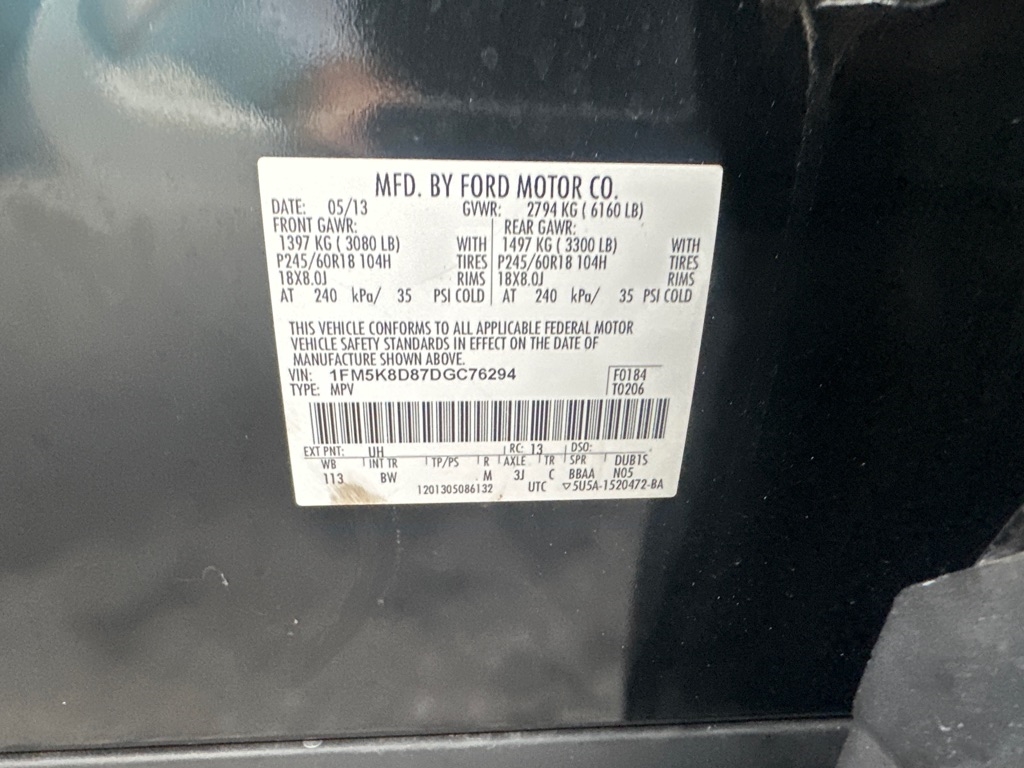 MFD. BY FORD MOTOR CO.
DATE: 05/13 GVWR: 2794 KG ( 6160 LB)
FRONT GAWR: REAR GAWR:
1397 KG ( 3080 LB) WITH 1497 KG ( 3300 LB) WITH
P245/60R18 104H TIRES P245/60R18 104H TIRES
18X8.0J RIMS 18X8.0J RIMS
AT 240 kPa/ 35 PSI COLD AT 240 kPa/ 35 PSI COLD
THIS VEHICLE CONFORMS TO ALL APPLICABLE FEDERAL MOTOR
VEHICLE SAFETY STANDARDS IN EFFECT ON THE DATE OF
MANUFACTURE SHOWN ABOVE.
VIN: 1FM5K8D87DGC76294 F0184
TYPE: MPV T0206
EXT PNT: UH RC: 13 DSO:
WB INT TR TP/PS R AXLE TR SPR DUB1S
113 BW M 3J C BBAA N05
1201305086132 UTC ▽5U5A-1520472-BA